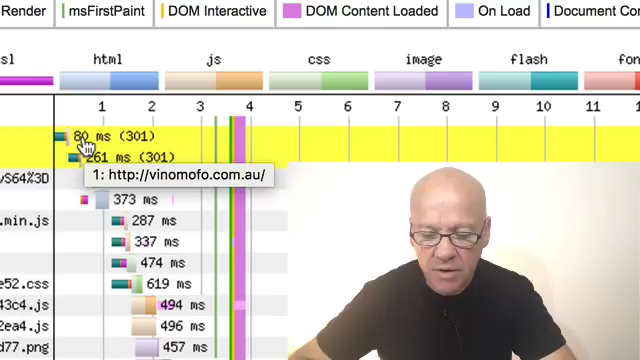 Render msFirstPaint DOM Interactive DOM Content Loaded On Load Document Com
sl html js css image flash fon
1 2 3 4 5 6 7 8 9 10 11
80 ms (301)
261 ms (301)
1: http://vinomofo.com.au/
vS64%3D
373 ms
.min.js 287 ms
337 ms
474 ms
e52.css 619 ms
43c4.js 494 ms
2ea4.js 496 ms
d77.png 457 ms